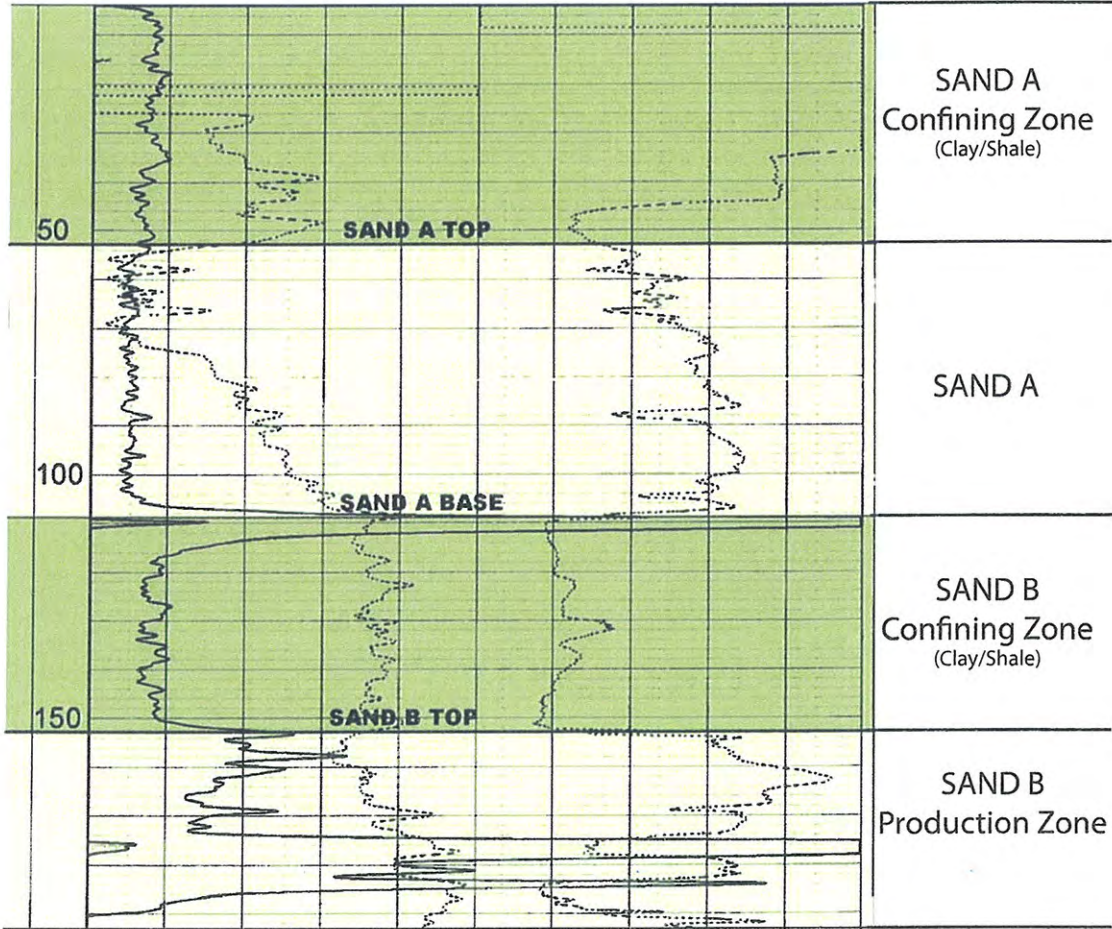 SAND A
Confining Zone
(Clay/Shale)
50
SAND A TOP
SAND A
100
SAND A BASE
SAND B
Confining Zone
(Clay/Shale)
150
SAND B TOP
SAND B
Production Zone